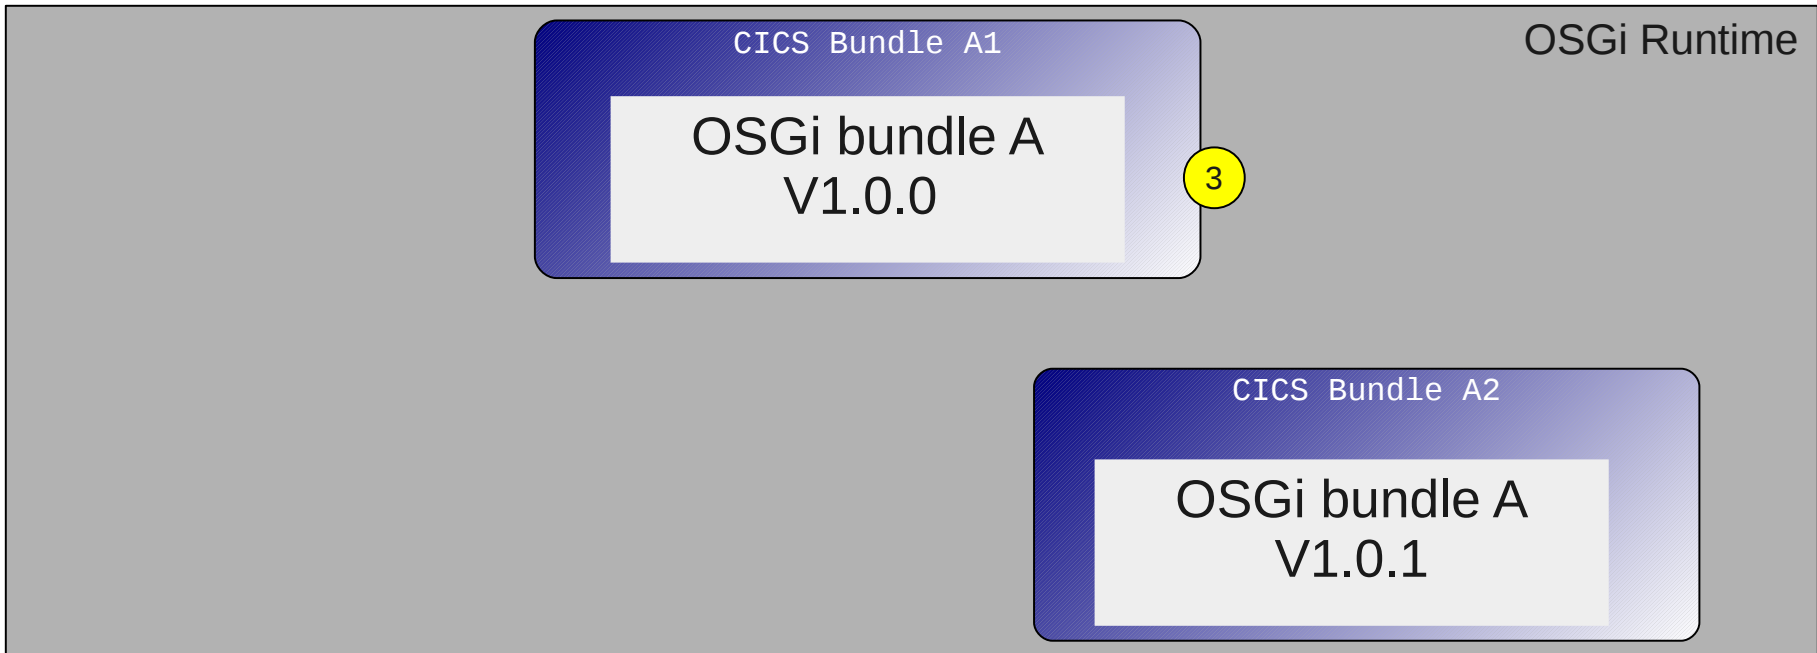 CICS Bundle A1
OSGi Runtime
OSGi bundle A
V1.0.0
3
CICS Bundle A2
OSGi bundle A
V1.0.1